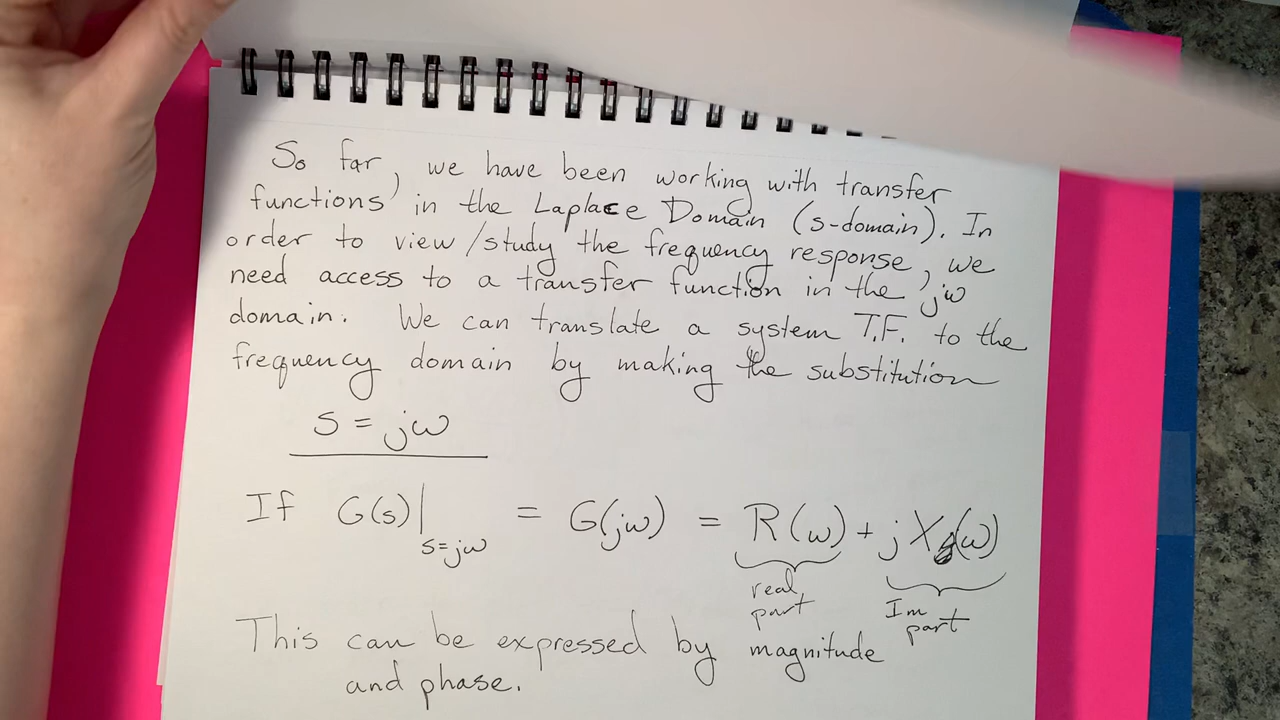 So far, we have been working with transfer
functions in the Laplace Domain (s-domain). In
order to view/study the frequency response, we
need access to a transfer function in the jω
domain. We can translate a system T.F. to the
frequency domain by making the substitution
s = jω
If G(s)|s=jω = G(jω) = R(ω) + jX(ω)
real part
Im part
This can be expressed by magnitude
and phase.